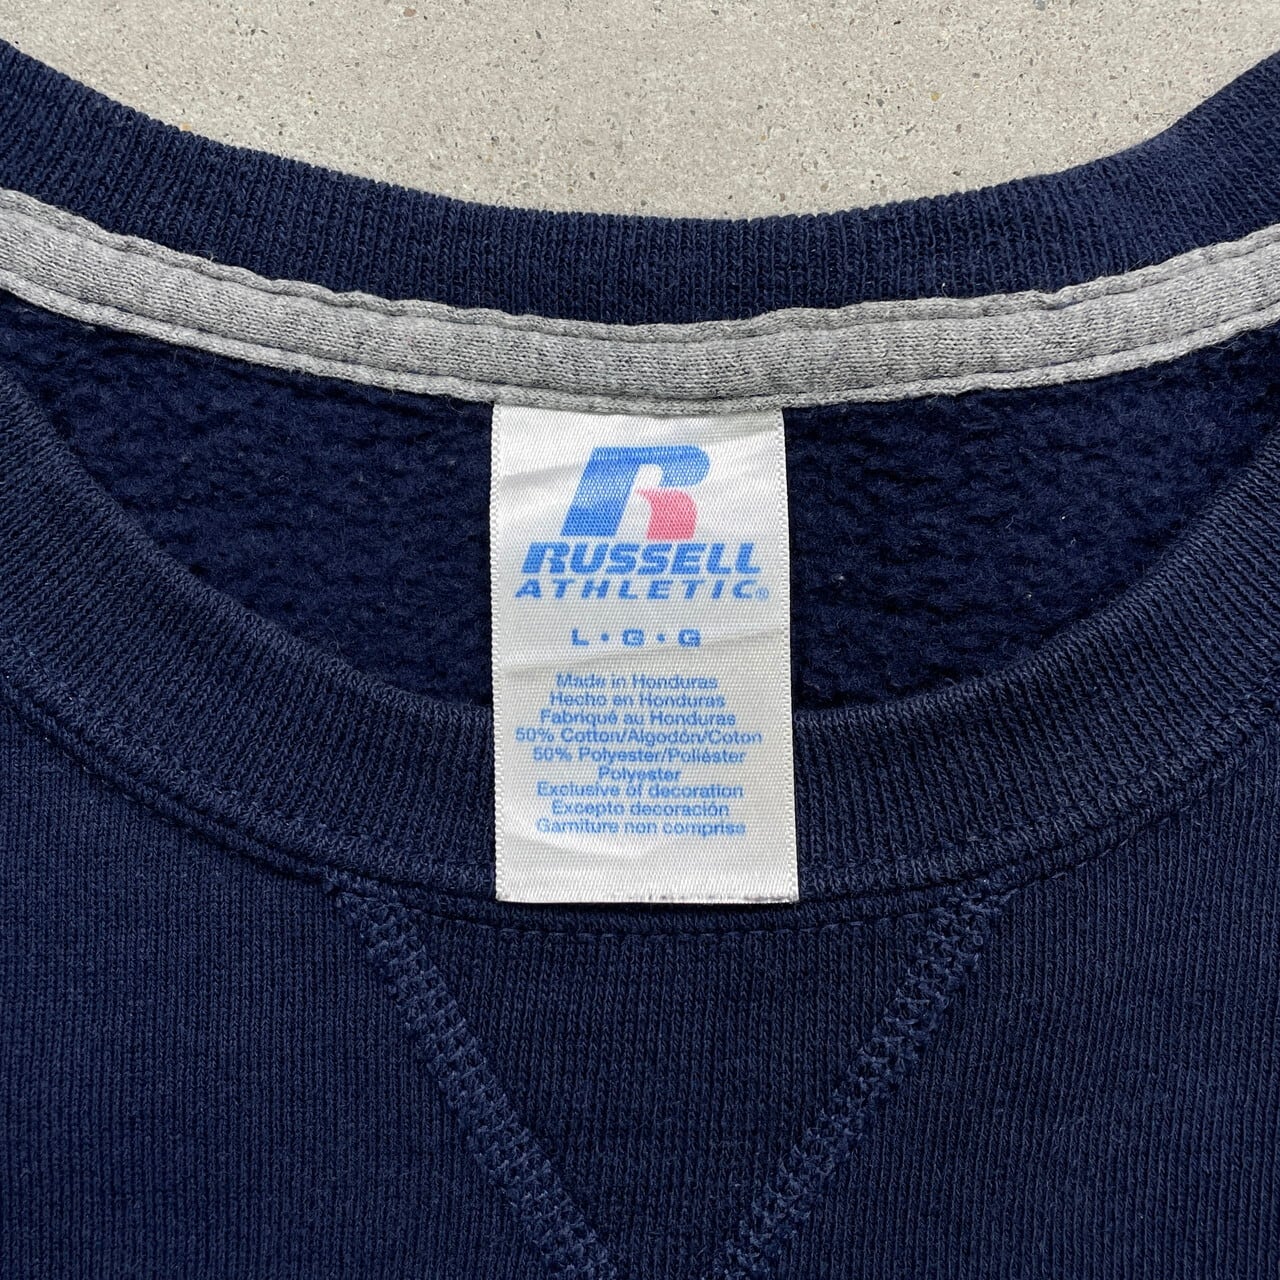 R
RUSSELL
ATHLETIC®
L • G • G
Made in Honduras
Hecho en Honduras
Fabriqué au Honduras
50% Cotton/Algodón/Coton
50% Polyester/Poliéster
Polyester
Exclusive of decoration
Excepto decoración
Garniture non comprise